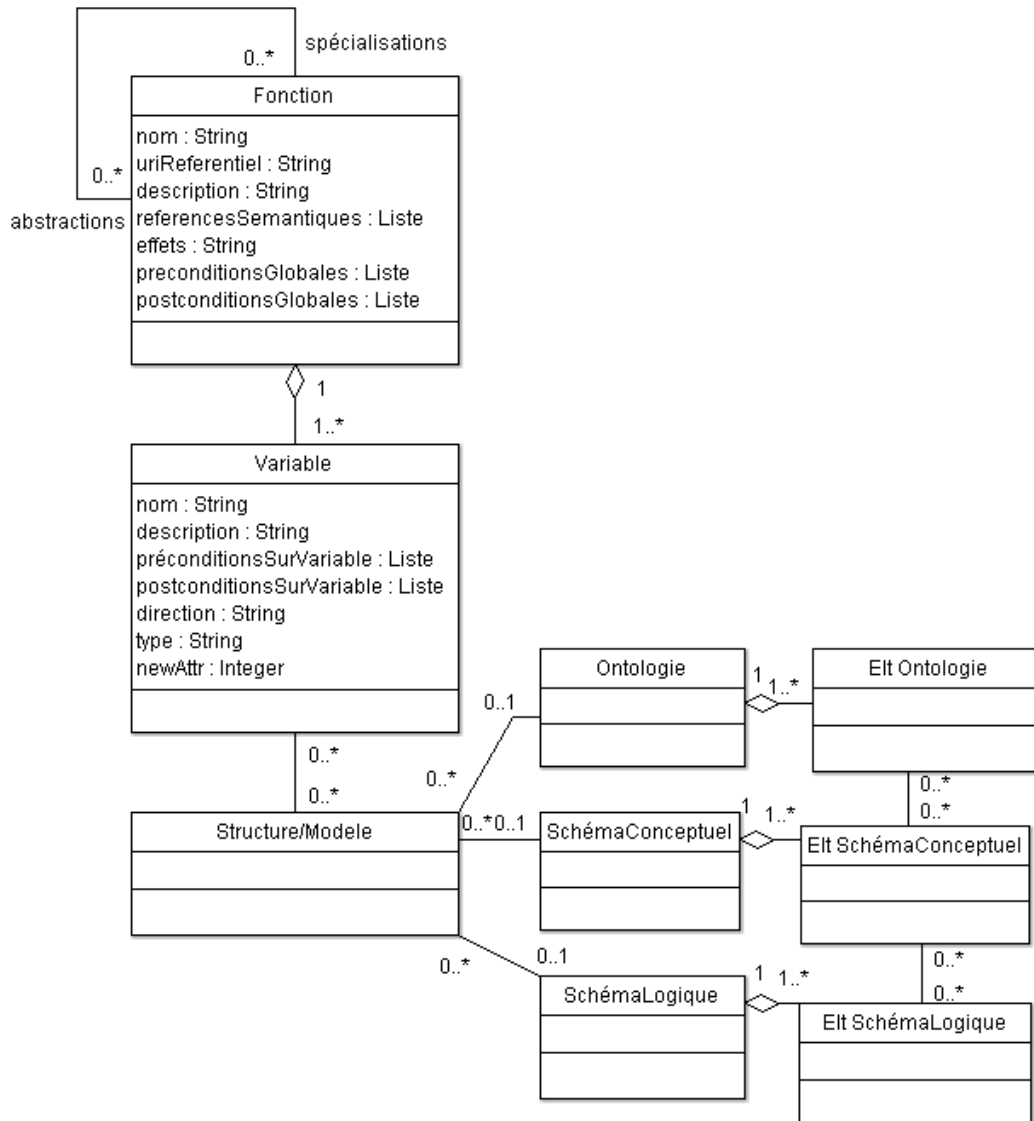 spécialisations
0..*
Fonction
nom : String
uriReferentiel : String
description : String
referencesSemantiques : Liste
effets : String
preconditionsGlobales : Liste
postconditionsGlobales : Liste
0..*
abstractions
1
1..*
Variable
nom : String
description : String
préconditionsSurVariable : Liste
postconditionsSurVariable : Liste
direction : String
type : String
newAttr : Integer
0..*
0..*
Structure/Modele
0..*
0..1
Ontologie
1
1..*
Elt Ontologie
0..*
0..*
0..*0..1
SchémaConceptuel
1
1..*
Elt SchémaConceptuel
0..*
0..*
0..*
0..1
SchémaLogique
1
1..*
Elt SchémaLogique